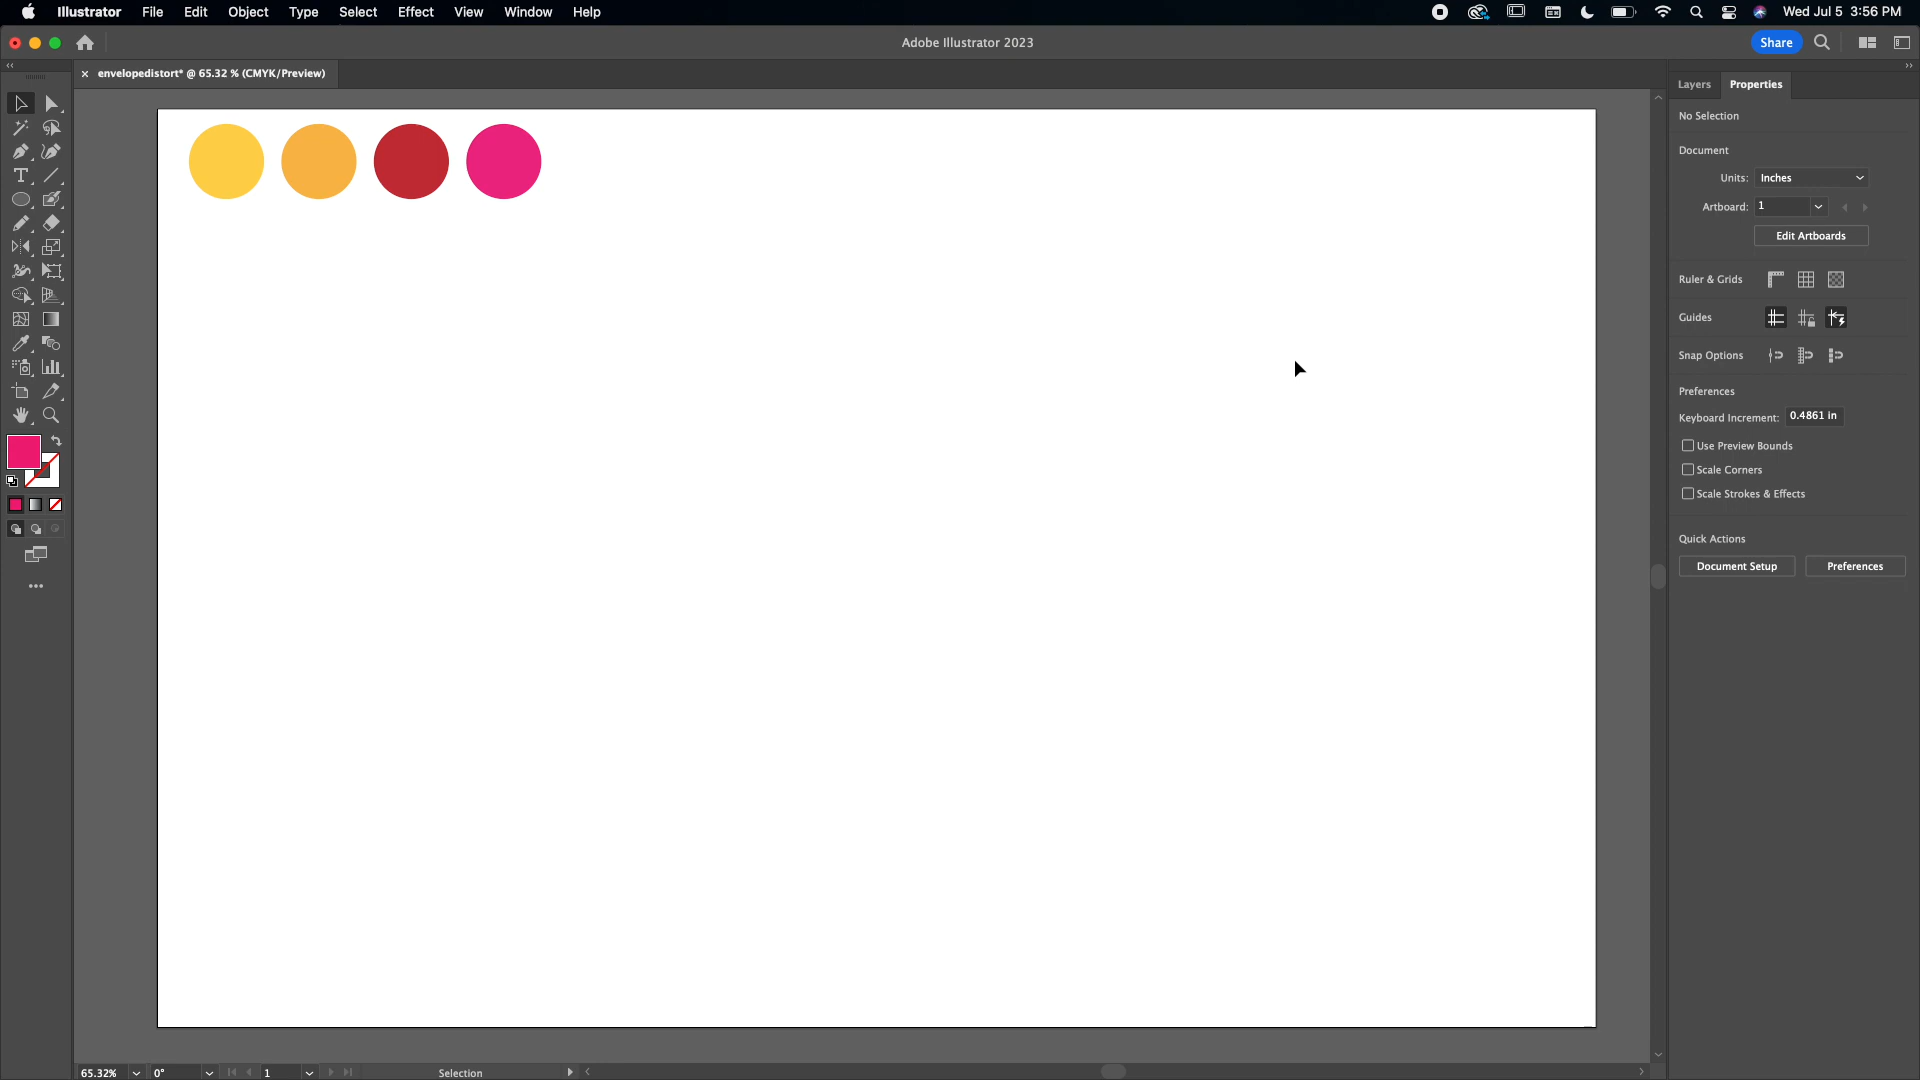 Illustrator File Edit Object Type Select Effect View Window Help Wed Jul 5 3:56 PM
Adobe Illustrator 2023 Share
envelopedistort* @ 65.32 % (CMYK/Preview)
Layers Properties
No Selection
Document
Units: Inches
Artboard: 1
Edit Artboards
Ruler & Grids
Guides
Snap Options
Preferences
Keyboard Increment: 0.4861 in
Use Preview Bounds
Scale Corners
Scale Strokes & Effects
Quick Actions
Document Setup Preferences
65.32% 0° 1 Selection